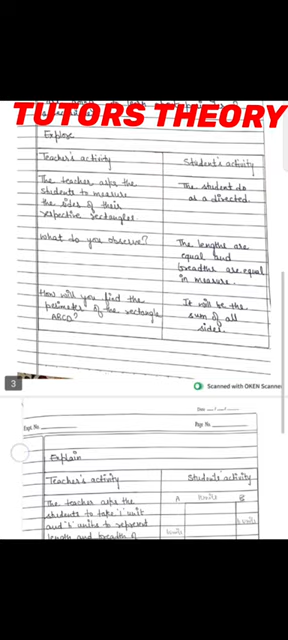 TUTORS THEORY
Explore
Teacher's activity
Student's activity
The teacher asks the
students to measure
the sides of their
respective rectangles
The student do
as a directed.
What do you observe?
The lengths are
equal and
breadths are equal
in measure.
How will you find the
perimeter of the rectangle
ABCD?
It will be the
sum of all
sides.
3
Scanned with OKEN Scanner
Date
Expt. No.
Page No.
Explain
Teacher's activity
Students' activity
The teacher asks the
students to take 'l' unit
and 'b' units to represent
length and breadth of
A
B